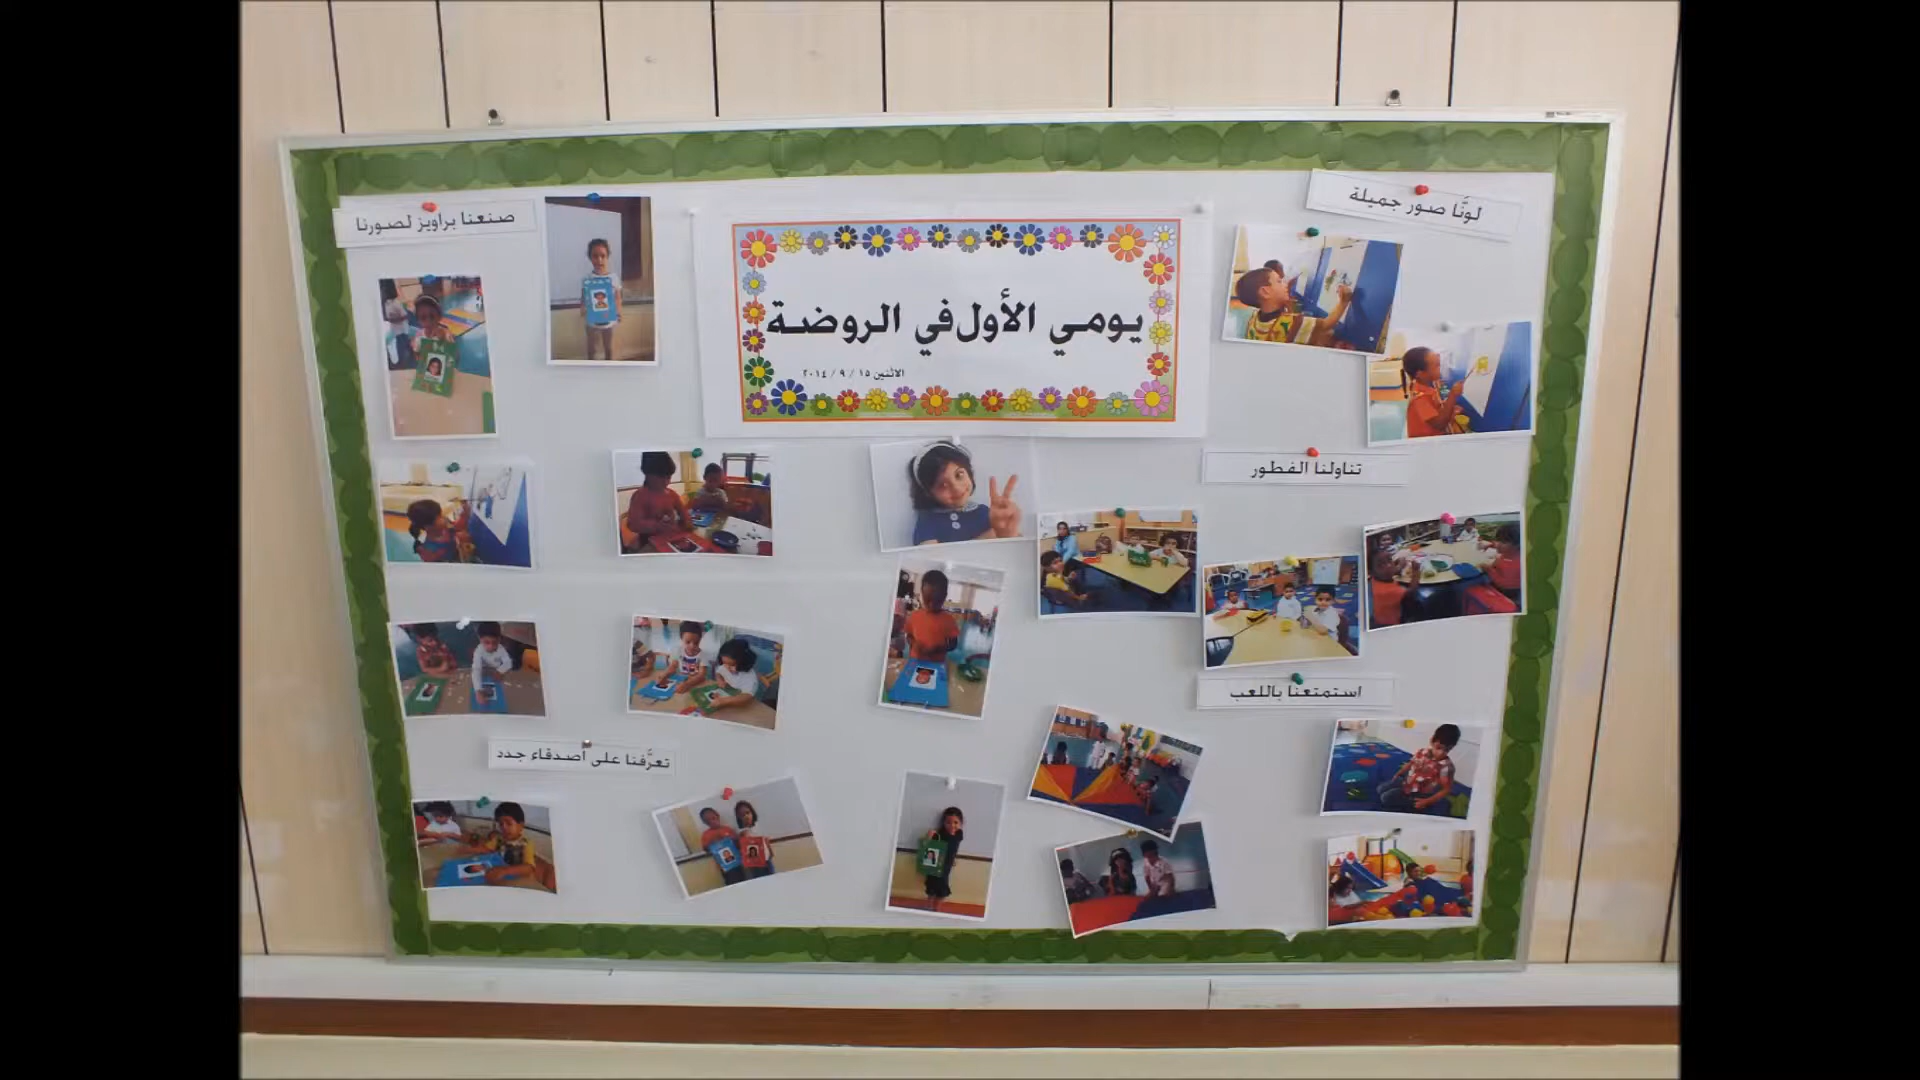 لونَّا صور جميلة
صنعنا براويز لصورنا
يومي الأول في الروضة
الاثنين ١٥ / ٩ / ٢٠١٤
تناولنا الفطور
استمتعنا باللعب
تعرَّفنا على أصدقاء جدد